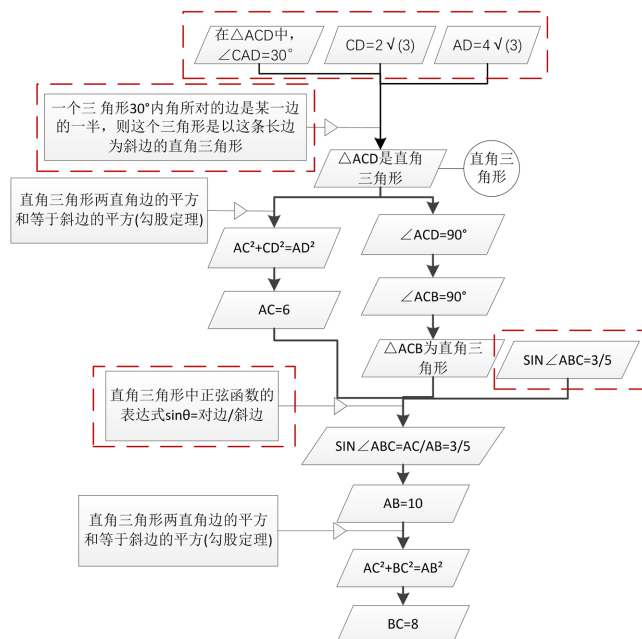 在△ACD中，
∠CAD=30°
CD=2√(3)
AD=4√(3)
一个三 角形30°内角所对的边是某一边
的一半，则这个三角形是以这条长边
为斜边的直角三角形
△ACD是直角
三角形
直角三
角形
直角三角形两直角边的平方
和等于斜边的平方(勾股定理)
AC²+CD²=AD²
∠ACD=90°
AC=6
∠ACB=90°
△ACB为直角三
角形
SIN∠ABC=3/5
直角三角形中正弦函数的
表达式sinθ=对边/斜边
SIN∠ABC=AC/AB=3/5
AB=10
直角三角形两直角边的平方
和等于斜边的平方(勾股定理)
AC²+BC²=AB²
BC=8